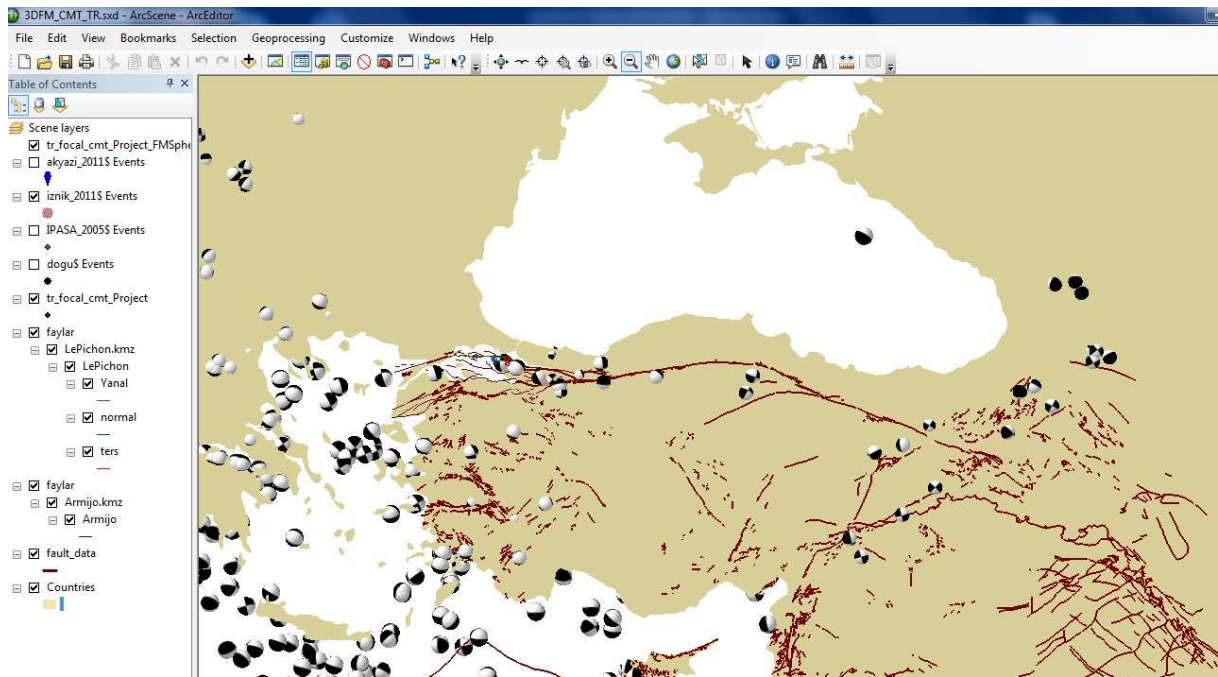 3DFM_CMT_TR.sxd - ArcScene - ArcEditor
File Edit View Bookmarks Selection Geoprocessing Customize Windows Help
Table of Contents
Scene layers
tr_focal_cmt_Project_FMSphe
akyazi_2011$ Events
iznik_2011$ Events
İPASA_2005$ Events
dogu$ Events
tr_focal_cmt_Project
faylar
LePichon.kmz
LePichon
Yanal
normal
ters
faylar
Armijo.kmz
Armijo
fault_data
Countries